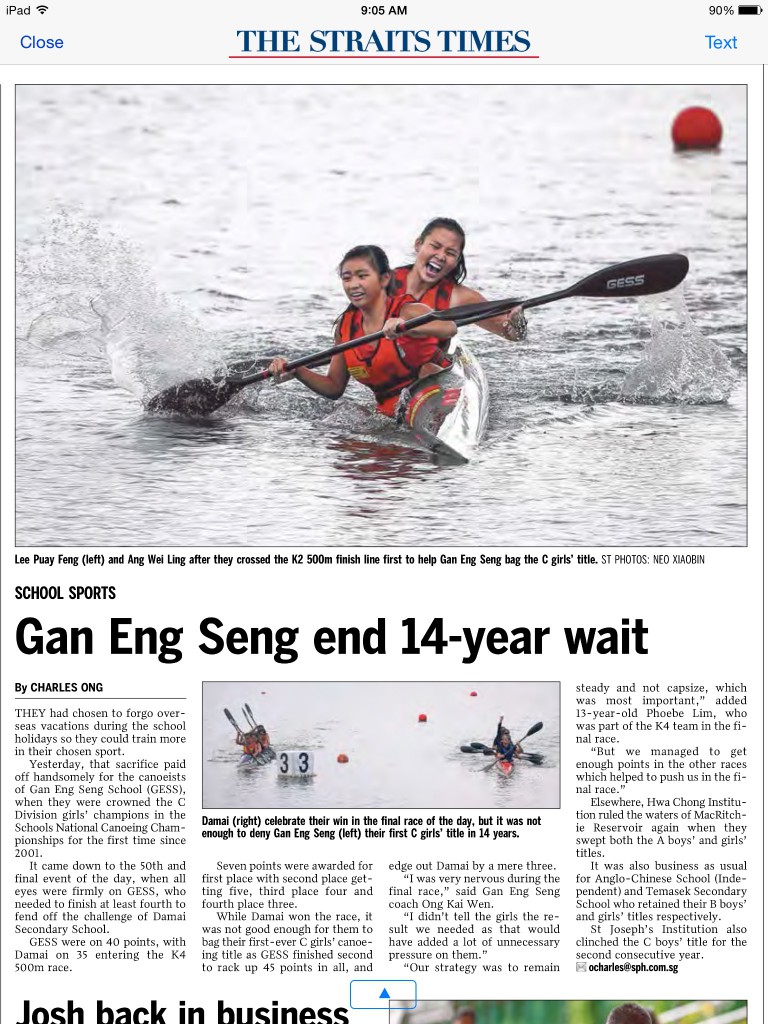 iPad
9:05 AM
90%
Close
THE STRAITS TIMES
Text
GESS
Lee Puay Feng (left) and Ang Wei Ling after they crossed the K2 500m finish line first to help Gan Eng Seng bag the C girls' title. ST PHOTOS: NEO XIAOBIN
SCHOOL SPORTS
Gan Eng Seng end 14-year wait
By CHARLES ONG
THEY had chosen to forgo over-
seas vacations during the school
holidays so they could train more
in their chosen sport.
Yesterday, that sacrifice paid
off handsomely for the canoeists
of Gan Eng Seng School (GESS),
when they were crowned the C
Division girls' champions in the
Schools National Canoeing Cham-
pionships for the first time since
2001.
It came down to the 50th and
final event of the day, when all
eyes were firmly on GESS, who
needed to finish at least fourth to
fend off the challenge of Damai
Secondary School.
GESS were on 40 points, with
Damai on 35 entering the K4
500m race.
33
Damai (right) celebrate their win in the final race of the day, but it was not
enough to deny Gan Eng Seng (left) their first C girls' title in 14 years.
Seven points were awarded for
first place with second place get-
ting five, third place four and
fourth place three.
While Damai won the race, it
was not good enough for them to
bag their first-ever C girls' canoe-
ing title as GESS finished second
to rack up 45 points in all, and
edge out Damai by a mere three.
"I was very nervous during the
final race," said Gan Eng Seng
coach Ong Kai Wen.
"I didn't tell the girls the re-
sult we needed as that would
have added a lot of unnecessary
pressure on them."
"Our strategy was to remain
steady and not capsize, which
was most important," added
13-year-old Phoebe Lim, who
was part of the K4 team in the fi-
nal race.
"But we managed to get
enough points in the other races
which helped to push us in the fi-
nal race."
Elsewhere, Hwa Chong Institu-
tion ruled the waters of MacRitch-
ie Reservoir again when they
swept both the A boys' and girls'
titles.
It was also business as usual
for Anglo-Chinese School (Inde-
pendent) and Temasek Secondary
School who retained their B boys'
and girls' titles respectively.
St Joseph's Institution also
clinched the C boys' title for the
second consecutive year.
ocharles@sph.com.sg
Josh back in business